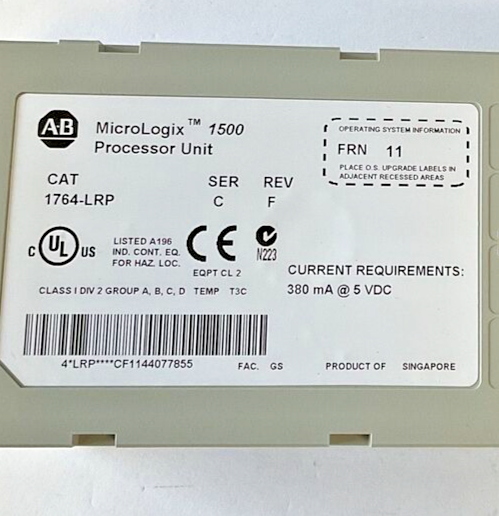 A-B
MicroLogix™ 1500
Processor Unit
OPERATING SYSTEM INFORMATION
FRN 11
PLACE O.S. UPGRADE LABELS IN
ADJACENT RECESSED AREAS
CAT SER REV
1764-LRP C F
C UL US
LISTED A196
IND. CONT. EQ.
FOR HAZ. LOC.
CE
EQPT CL 2
N223
CURRENT REQUIREMENTS:
380 mA @ 5 VDC
CLASS I DIV 2 GROUP A, B, C, D TEMP T3C
4*LRP****CF1144077855
FAC. GS
PRODUCT OF SINGAPORE